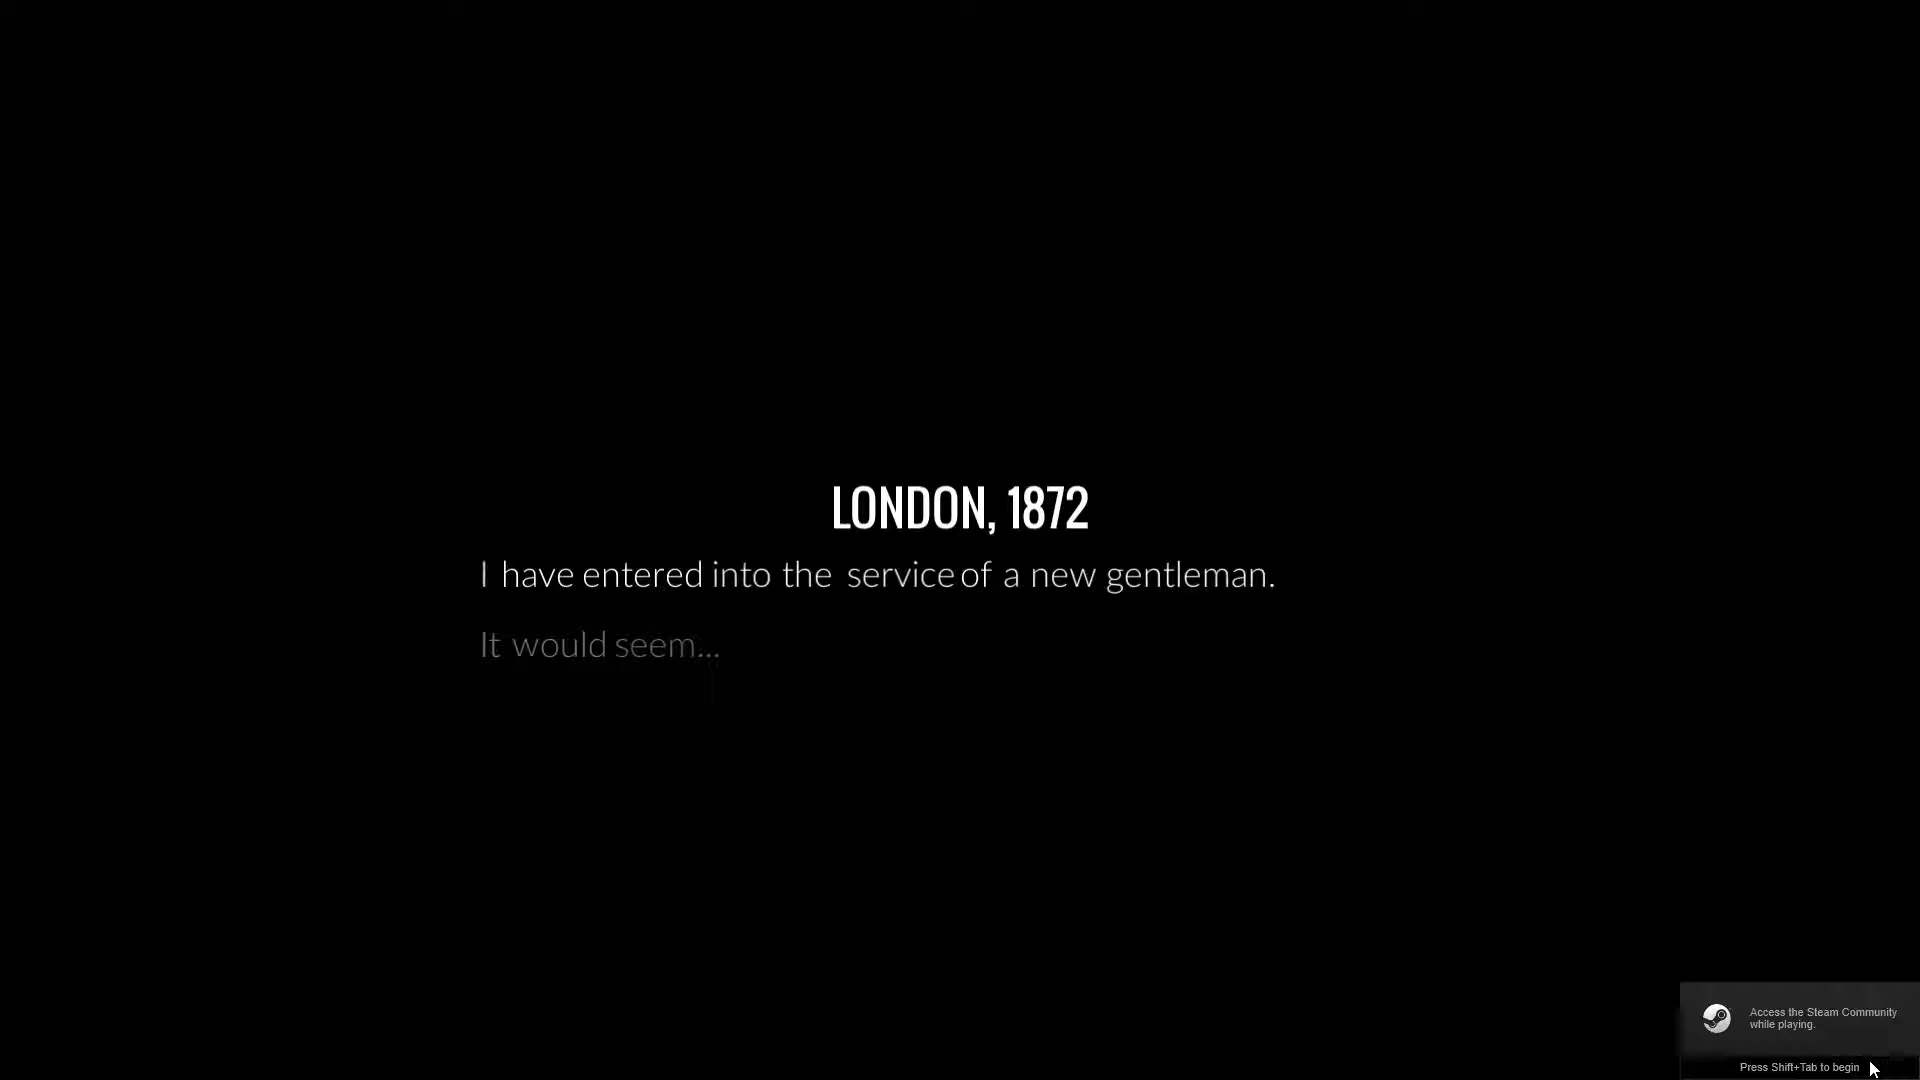 LONDON, 1872
I have entered into the service of a new gentleman.
It would seem...
Access the Steam Community
while playing.
Press Shift+Tab to begin